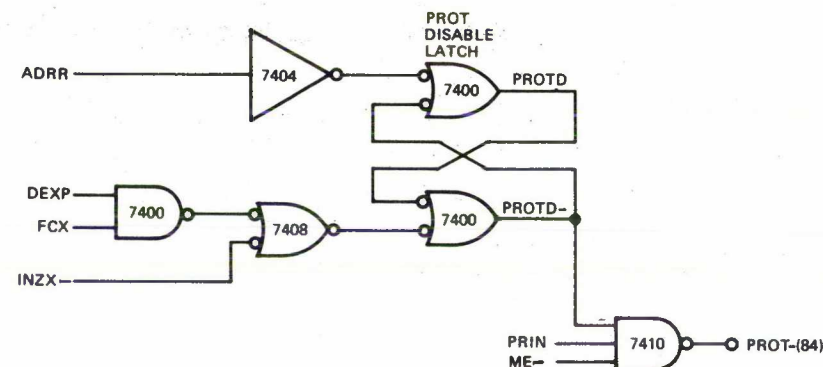 PROT
DISABLE
LATCH
ADRR
7404
7400
PROTD
DEXP
FCX
7400
7408
7400
PROTD-
INZX-
PRIN
ME-
7410
PROT-(84)